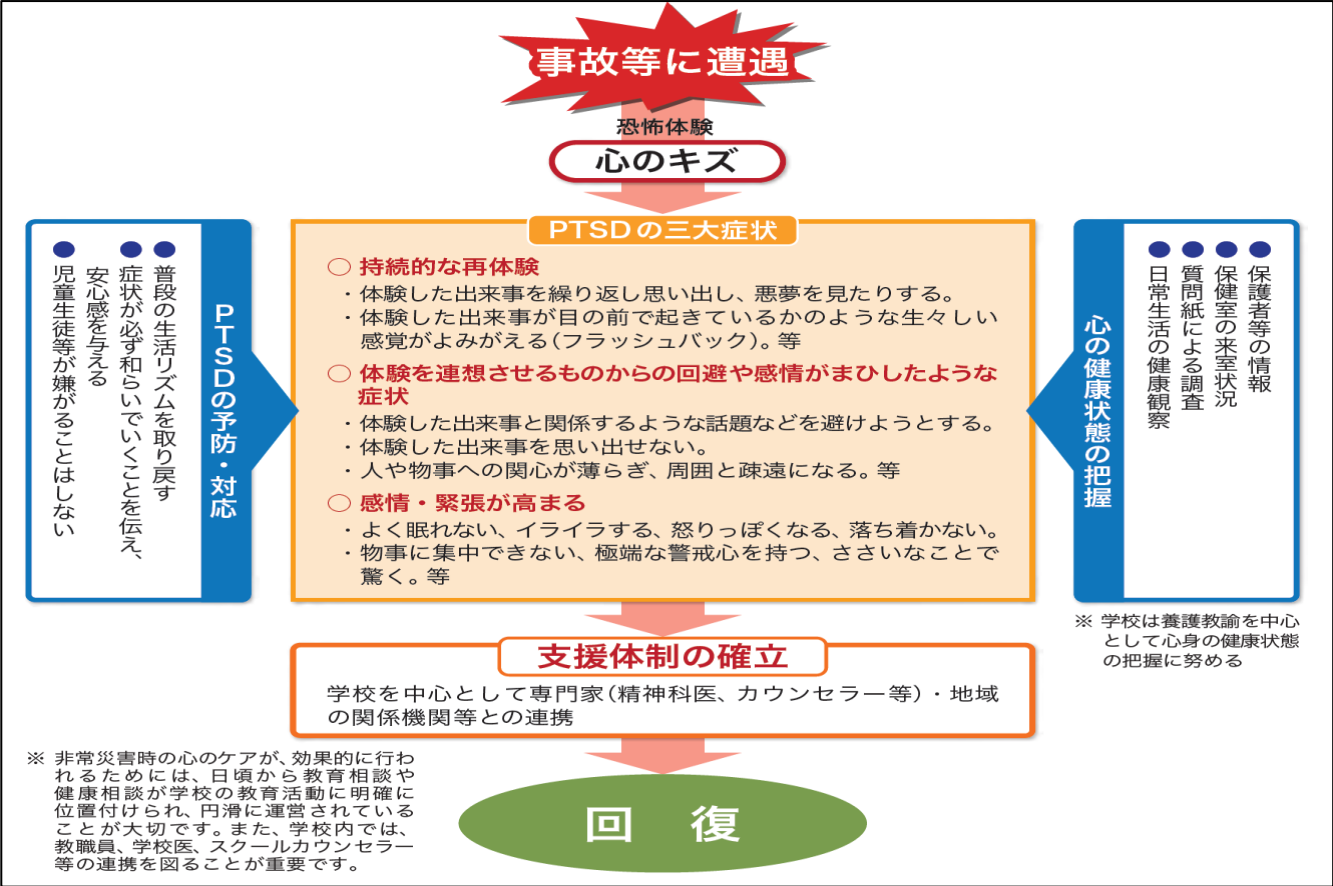 事故等に遭遇
恐怖体験
心のキズ
PTSDの三大症状
○ 持続的な再体験
・体験した出来事を繰り返し思い出し、悪夢を見たりする。
・体験した出来事が目の前で起きているかのような生々しい
感覚がよみがえる(フラッシュバック)。等
○ 体験を連想させるものからの回避や感情がまひしたような
症状
・体験した出来事と関係するような話題などを避けようとする。
・体験した出来事を思い出せない。
・人や物事への関心が薄らぎ、周囲と疎遠になる。等
○ 感情・緊張が高まる
・よく眠れない、イライラする、怒りっぽくなる、落ち着かない。
・物事に集中できない、極端な警戒心を持つ、ささいなことで
驚く。等
PTSDの予防・対応
● 普段の生活リズムを取り戻す
● 症状が必ず和らいでいくことを伝え、
安心感を与える
● 児童生徒等が嫌がることはしない
心の健康状態の把握
● 保護者等の情報
● 保健室の来室状況
● 質問紙による調査
● 日常生活の健康観察
※ 学校は養護教諭を中心
として心身の健康状態
の把握に努める
支援体制の確立
学校を中心として専門家(精神科医、カウンセラー等)・地域
の関係機関等との連携
※ 非常災害時の心のケアが、効果的に行わ
れるためには、日頃から教育相談や
健康相談が学校の教育活動に明確に
位置付けられ、円滑に運営されている
ことが大切です。また、学校内では、
教職員、学校医、スクールカウンセラー
等の連携を図ることが重要です。
回 復